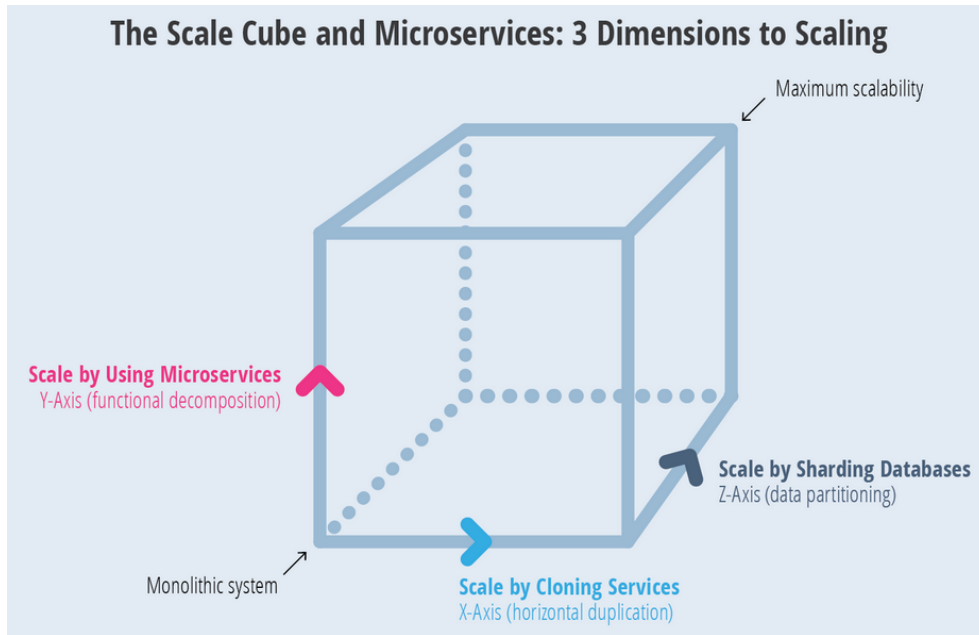 The Scale Cube and Microservices: 3 Dimensions to Scaling
Maximum scalability
Scale by Using Microservices
Y-Axis (functional decomposition)
Scale by Sharding Databases
Z-Axis (data partitioning)
Monolithic system
Scale by Cloning Services
X-Axis (horizontal duplication)